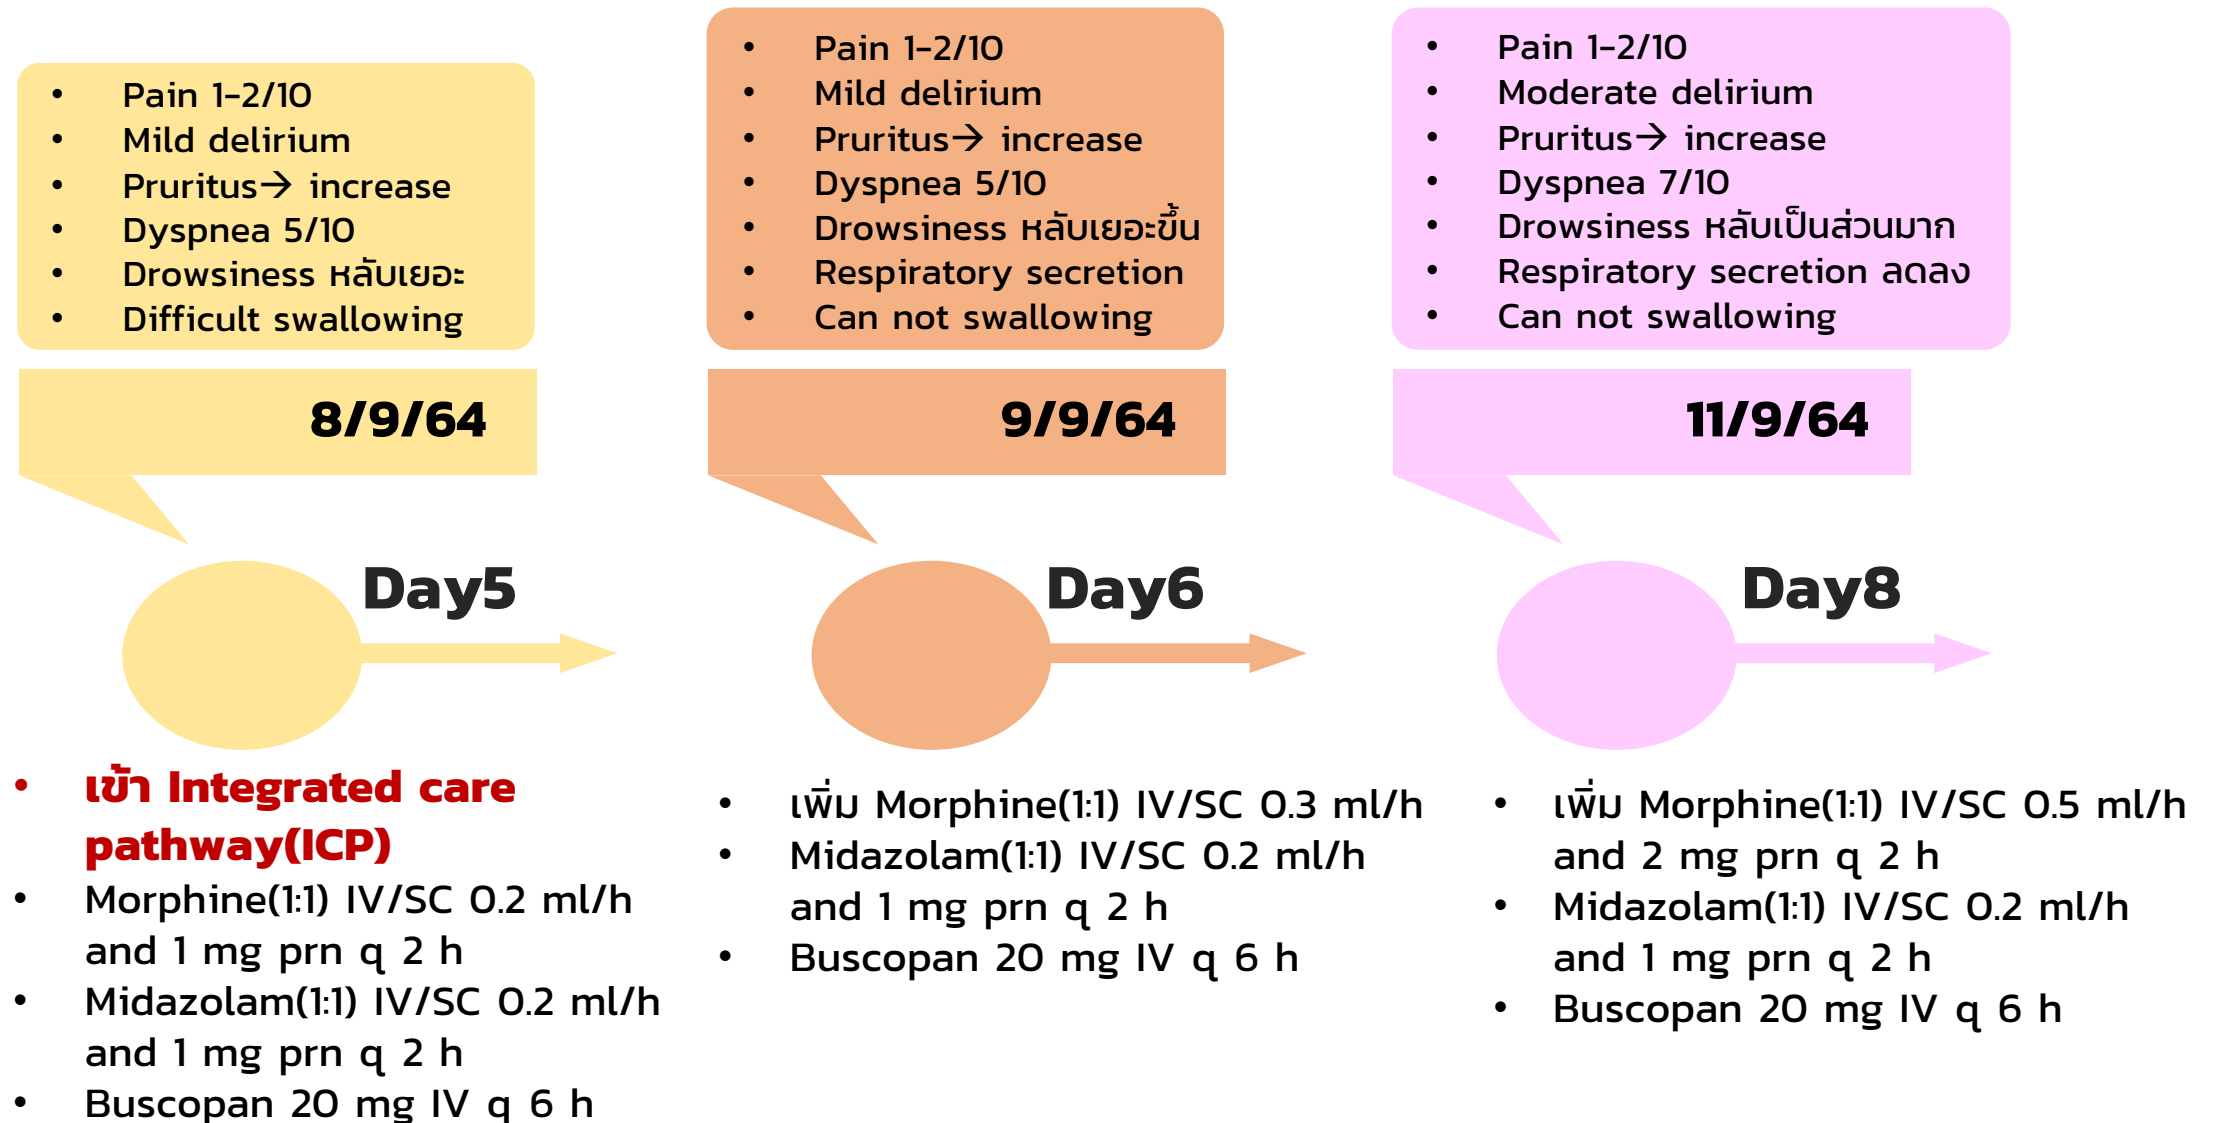 • Pain 1-2/10
• Mild delirium
• Pruritus→ increase
• Dyspnea 5/10
• Drowsiness หลับเยอะ
• Difficult swallowing
8/9/64
Day5
• เข้า Integrated care
pathway(ICP)
• Morphine(1:1) IV/SC 0.2 ml/h
and 1 mg prn q 2 h
• Midazolam(1:1) IV/SC 0.2 ml/h
and 1 mg prn q 2 h
• Buscopan 20 mg IV q 6 h
• Pain 1-2/10
• Mild delirium
• Pruritus→ increase
• Dyspnea 5/10
• Drowsiness หลับเยอะขึ้น
• Respiratory secretion
• Can not swallowing
9/9/64
Day6
• เพิ่ม Morphine(1:1) IV/SC 0.3 ml/h
• Midazolam(1:1) IV/SC 0.2 ml/h
and 1 mg prn q 2 h
• Buscopan 20 mg IV q 6 h
• Pain 1-2/10
• Moderate delirium
• Pruritus→ increase
• Dyspnea 7/10
• Drowsiness หลับเป็นส่วนมาก
• Respiratory secretion ลดลง
• Can not swallowing
11/9/64
Day8
• เพิ่ม Morphine(1:1) IV/SC 0.5 ml/h
and 2 mg prn q 2 h
• Midazolam(1:1) IV/SC 0.2 ml/h
and 1 mg prn q 2 h
• Buscopan 20 mg IV q 6 h